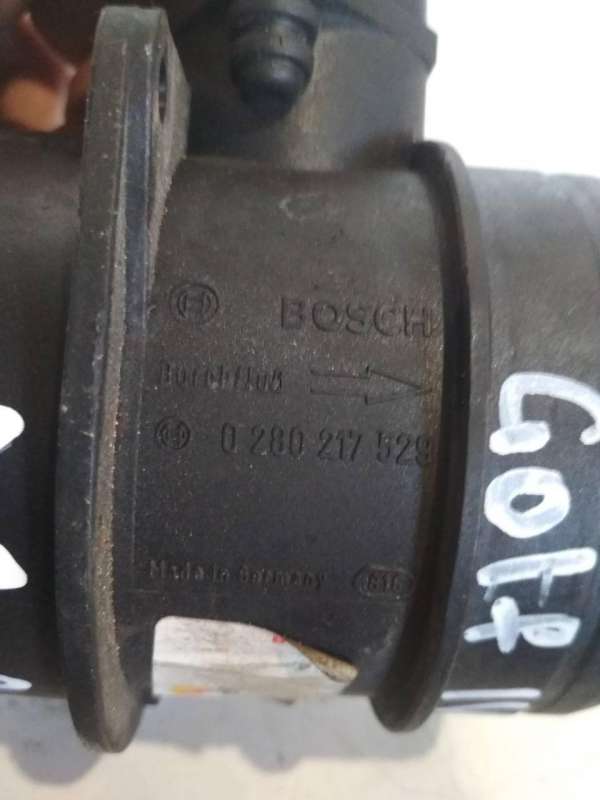 BOSCH
Durchfluß
0 280 217 529
Made in Germany
GOLF